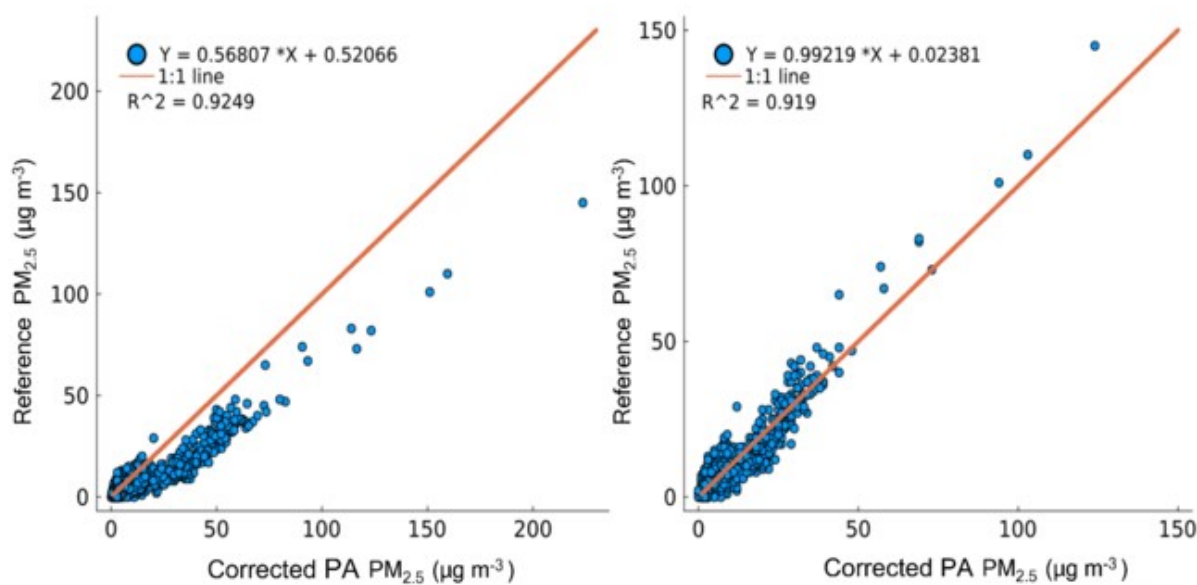 Y = 0.56807 *X + 0.52066
1:1 line
R^2 = 0.9249
200
150
100
50
0
0 50 100 150 200
Reference PM2.5 (µg m-3)
Corrected PA PM2.5 (µg m-3)
Y = 0.99219 *X + 0.02381
1:1 line
R^2 = 0.919
150
100
50
0
0 50 100 150
Reference PM2.5 (µg m-3)
Corrected PA PM2.5 (µg m-3)